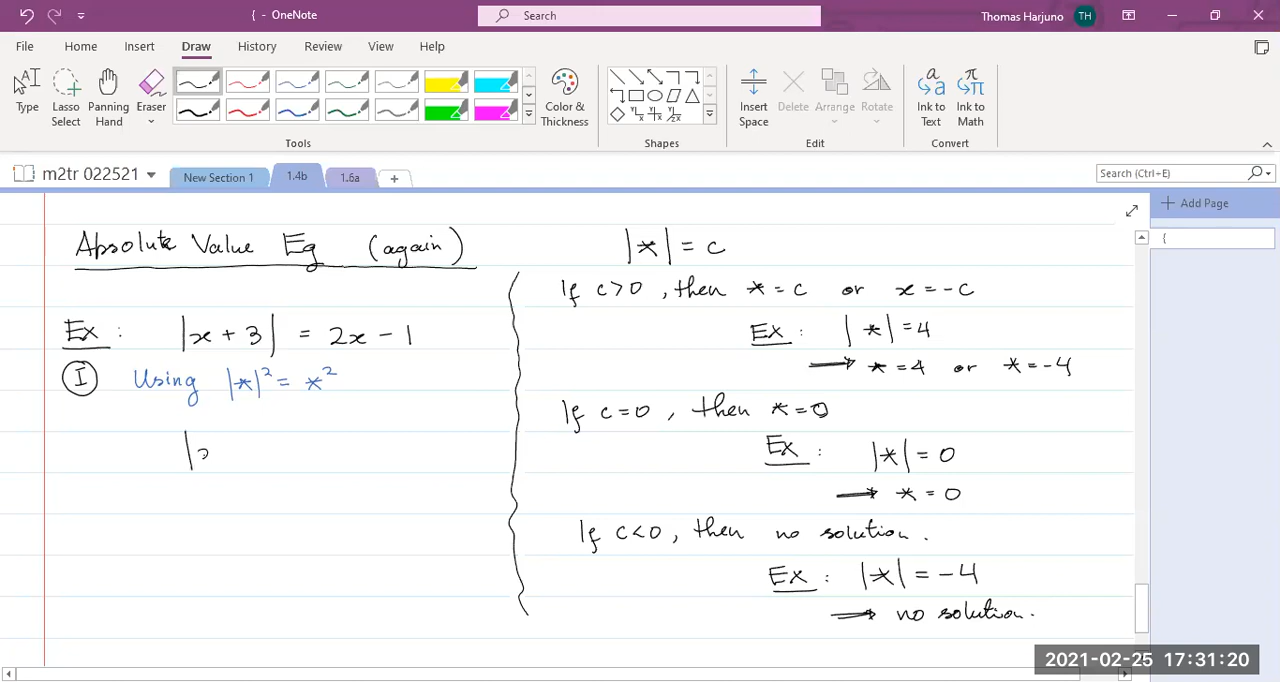 { - OneNote
Search
Thomas Harjuno
TH
File Home Insert Draw History Review View Help
Type
Lasso Select
Panning Hand
Eraser
Color & Thickness
Insert Space
Delete
Arrange
Rotate
Ink to Text
Ink to Math
Tools
Shapes
Edit
Convert
m2tr 022521
New Section 1
1.4b
1.6a
Search (Ctrl+E)
Add Page
{
Absolute Value Eq (again)
Ex : |x + 3| = 2x - 1
I Using |*|² = *²
|*| = c
If c>0, then * = c or x = -c
Ex : |*| = 4
⟶ * = 4 or * = -4
If c=0, then * = 0
Ex : |*| = 0
⟶ * = 0
If c<0, then no solution.
Ex : |*| = -4
⟶ no solution.
2021-02-25 17:31:20